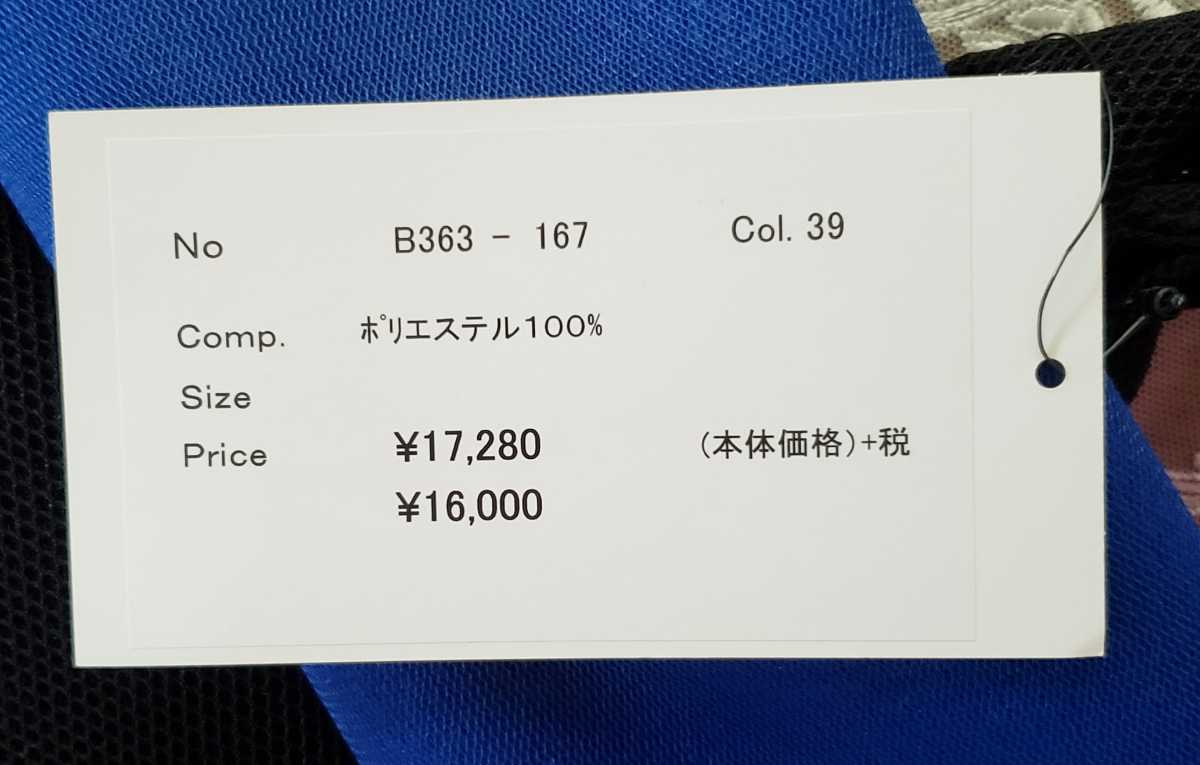 No B363 - 167 Col. 39
Comp. ﾎﾟﾘエステル100%
Size
Price ¥17,280 (本体価格)+税
¥16,000